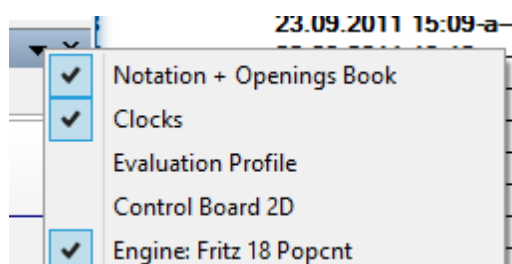 23.09.2011 15:09-a-
Notation + Openings Book
Clocks
Evaluation Profile
Control Board 2D
Engine: Fritz 18 Popcnt